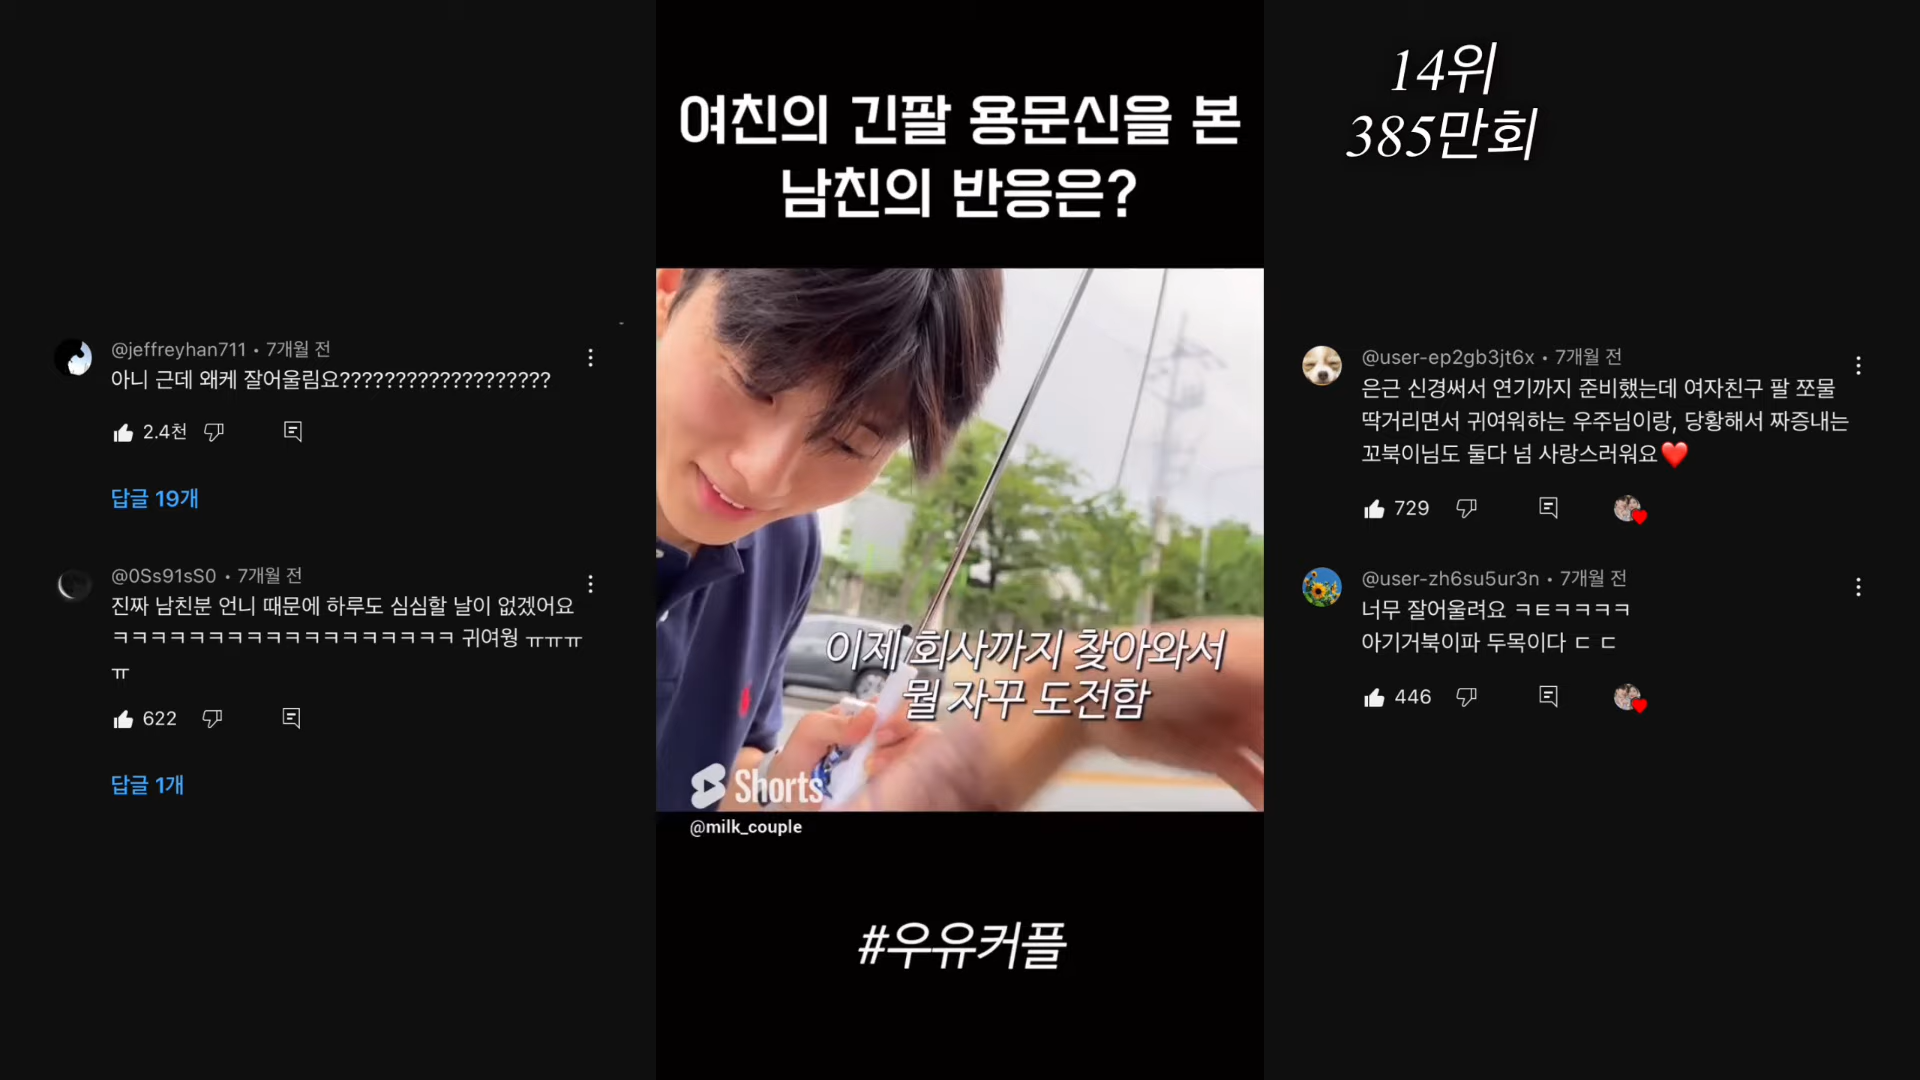 14위
385만회
여친의 긴팔 용문신을 본
남친의 반응은?
@jeffreyhan711 • 7개월 전
아니 근데 왜케 잘어울림요???????????????????
2.4천
답글 19개
@0Ss91sS0 • 7개월 전
진짜 남친분 언니 때문에 하루도 심심할 날이 없겠어요
ㅋㅋㅋㅋㅋㅋㅋㅋㅋㅋㅋㅋㅋㅋㅋㅋㅋㅋ 귀여웡 ㅠㅠㅠ
ㅠ
622
답글 1개
이제 회사까지 찾아와서
뭘 자꾸 도전함
Shorts
@milk_couple
#우유커플
@user-ep2gb3jt6x • 7개월 전
은근 신경써서 연기까지 준비했는데 여자친구 팔 쪼물
딱거리면서 귀여워하는 우주님이랑, 당황해서 짜증내는
꼬북이님도 둘다 넘 사랑스러워요❤️
729
@user-zh6su5ur3n • 7개월 전
너무 잘어울려요 ㅋㅌㅋㅋㅋㅋ
아기거북이파 두목이다 ㄷ ㄷ
446